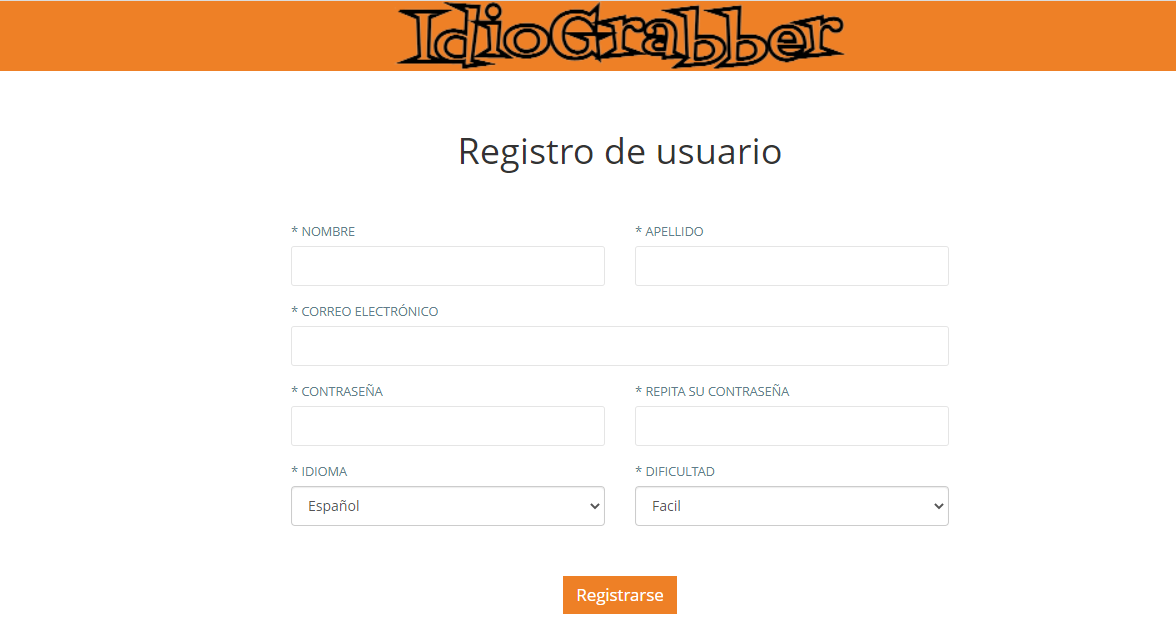 IdioGrabber
Registro de usuario
* NOMBRE
* APELLIDO
* CORREO ELECTRÓNICO
* CONTRASEÑA
* REPITA SU CONTRASEÑA
* IDIOMA
* DIFICULTAD
Español
Facil
Registrarse